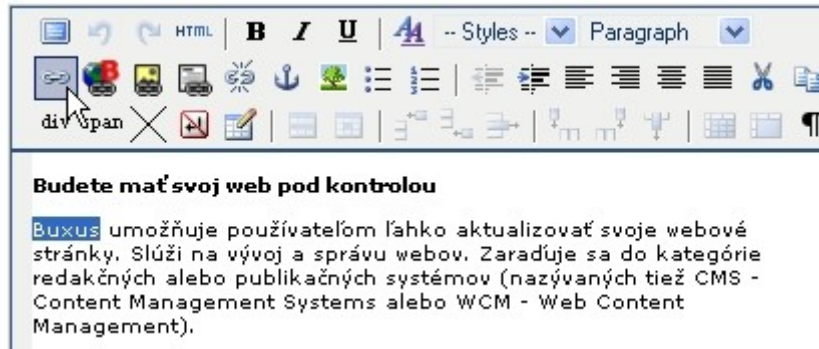 HTML B I U A -- Styles -- Paragraph
div span
Budete mať svoj web pod kontrolou
Buxus umožňuje používateľom ľahko aktualizovať svoje webové
stránky. Slúži na vývoj a správu webov. Zaraďuje sa do kategórie
redakčných alebo publikačných systémov (nazývaných tiež CMS -
Content Management Systems alebo WCM - Web Content
Management).